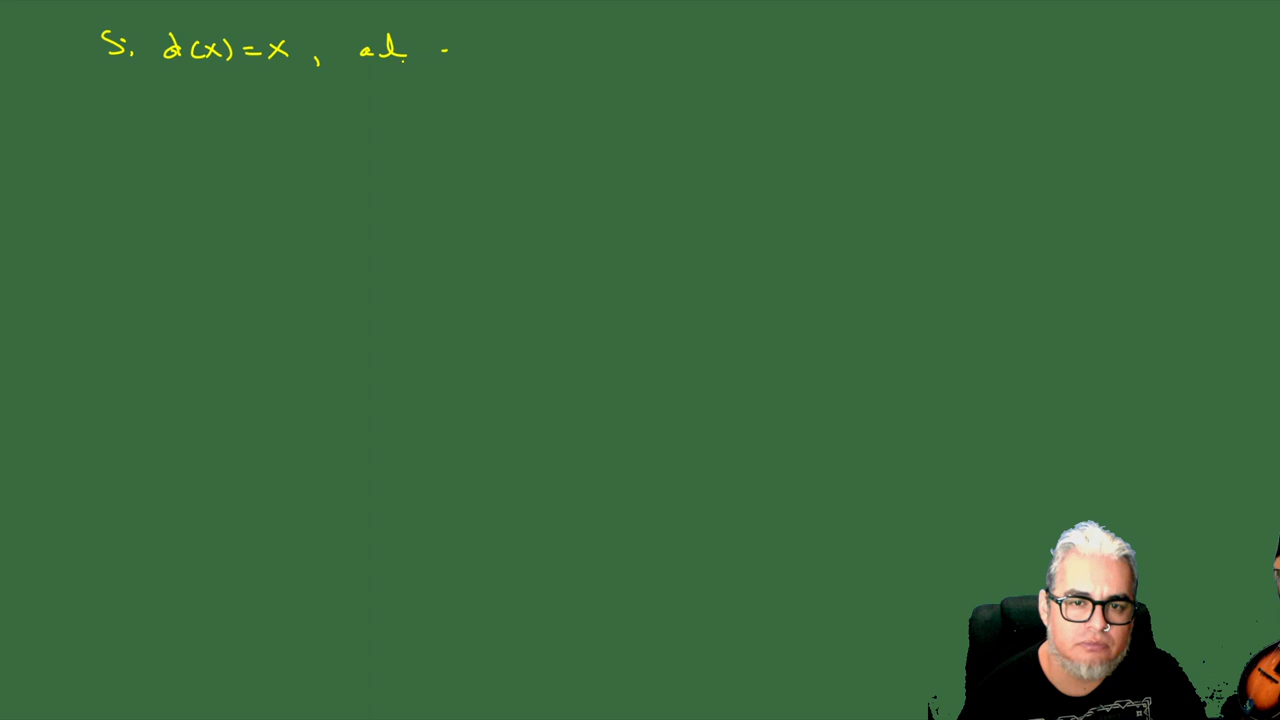 Si d(x) = x , al